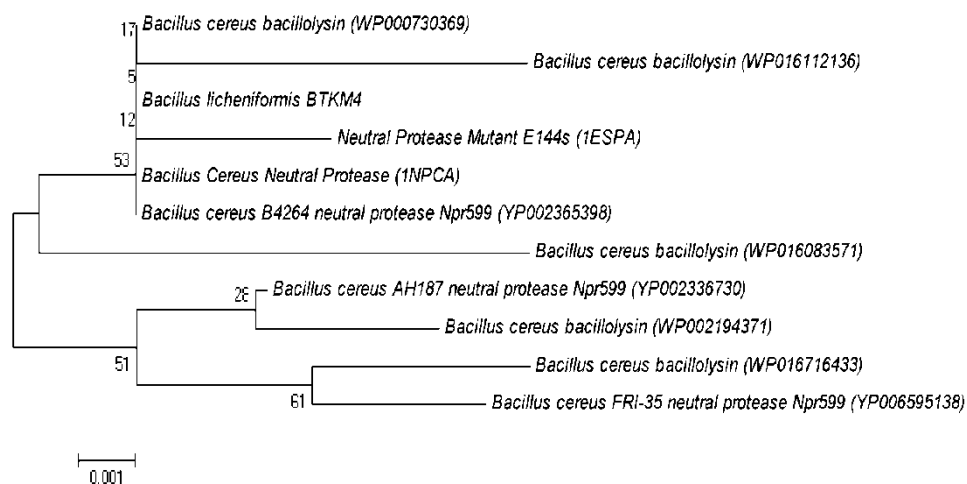 17 Bacillus cereus bacillolysin (WP000730369)
Bacillus cereus bacillolysin (WP016112136)
5
Bacillus licheniformis BTKM4
12
Neutral Protease Mutant E144s (1ESPA)
53
Bacillus Cereus Neutral Protease (1NPCA)
Bacillus cereus B4264 neutral protease Npr599 (YP002365398)
Bacillus cereus bacillolysin (WP016083571)
28 Bacillus cereus AH187 neutral protease Npr599 (YP002336730)
Bacillus cereus bacillolysin (WP002194371)
51
Bacillus cereus bacillolysin (WP016716433)
61
Bacillus cereus FRI-35 neutral protease Npr599 (YP006595138)
0.001